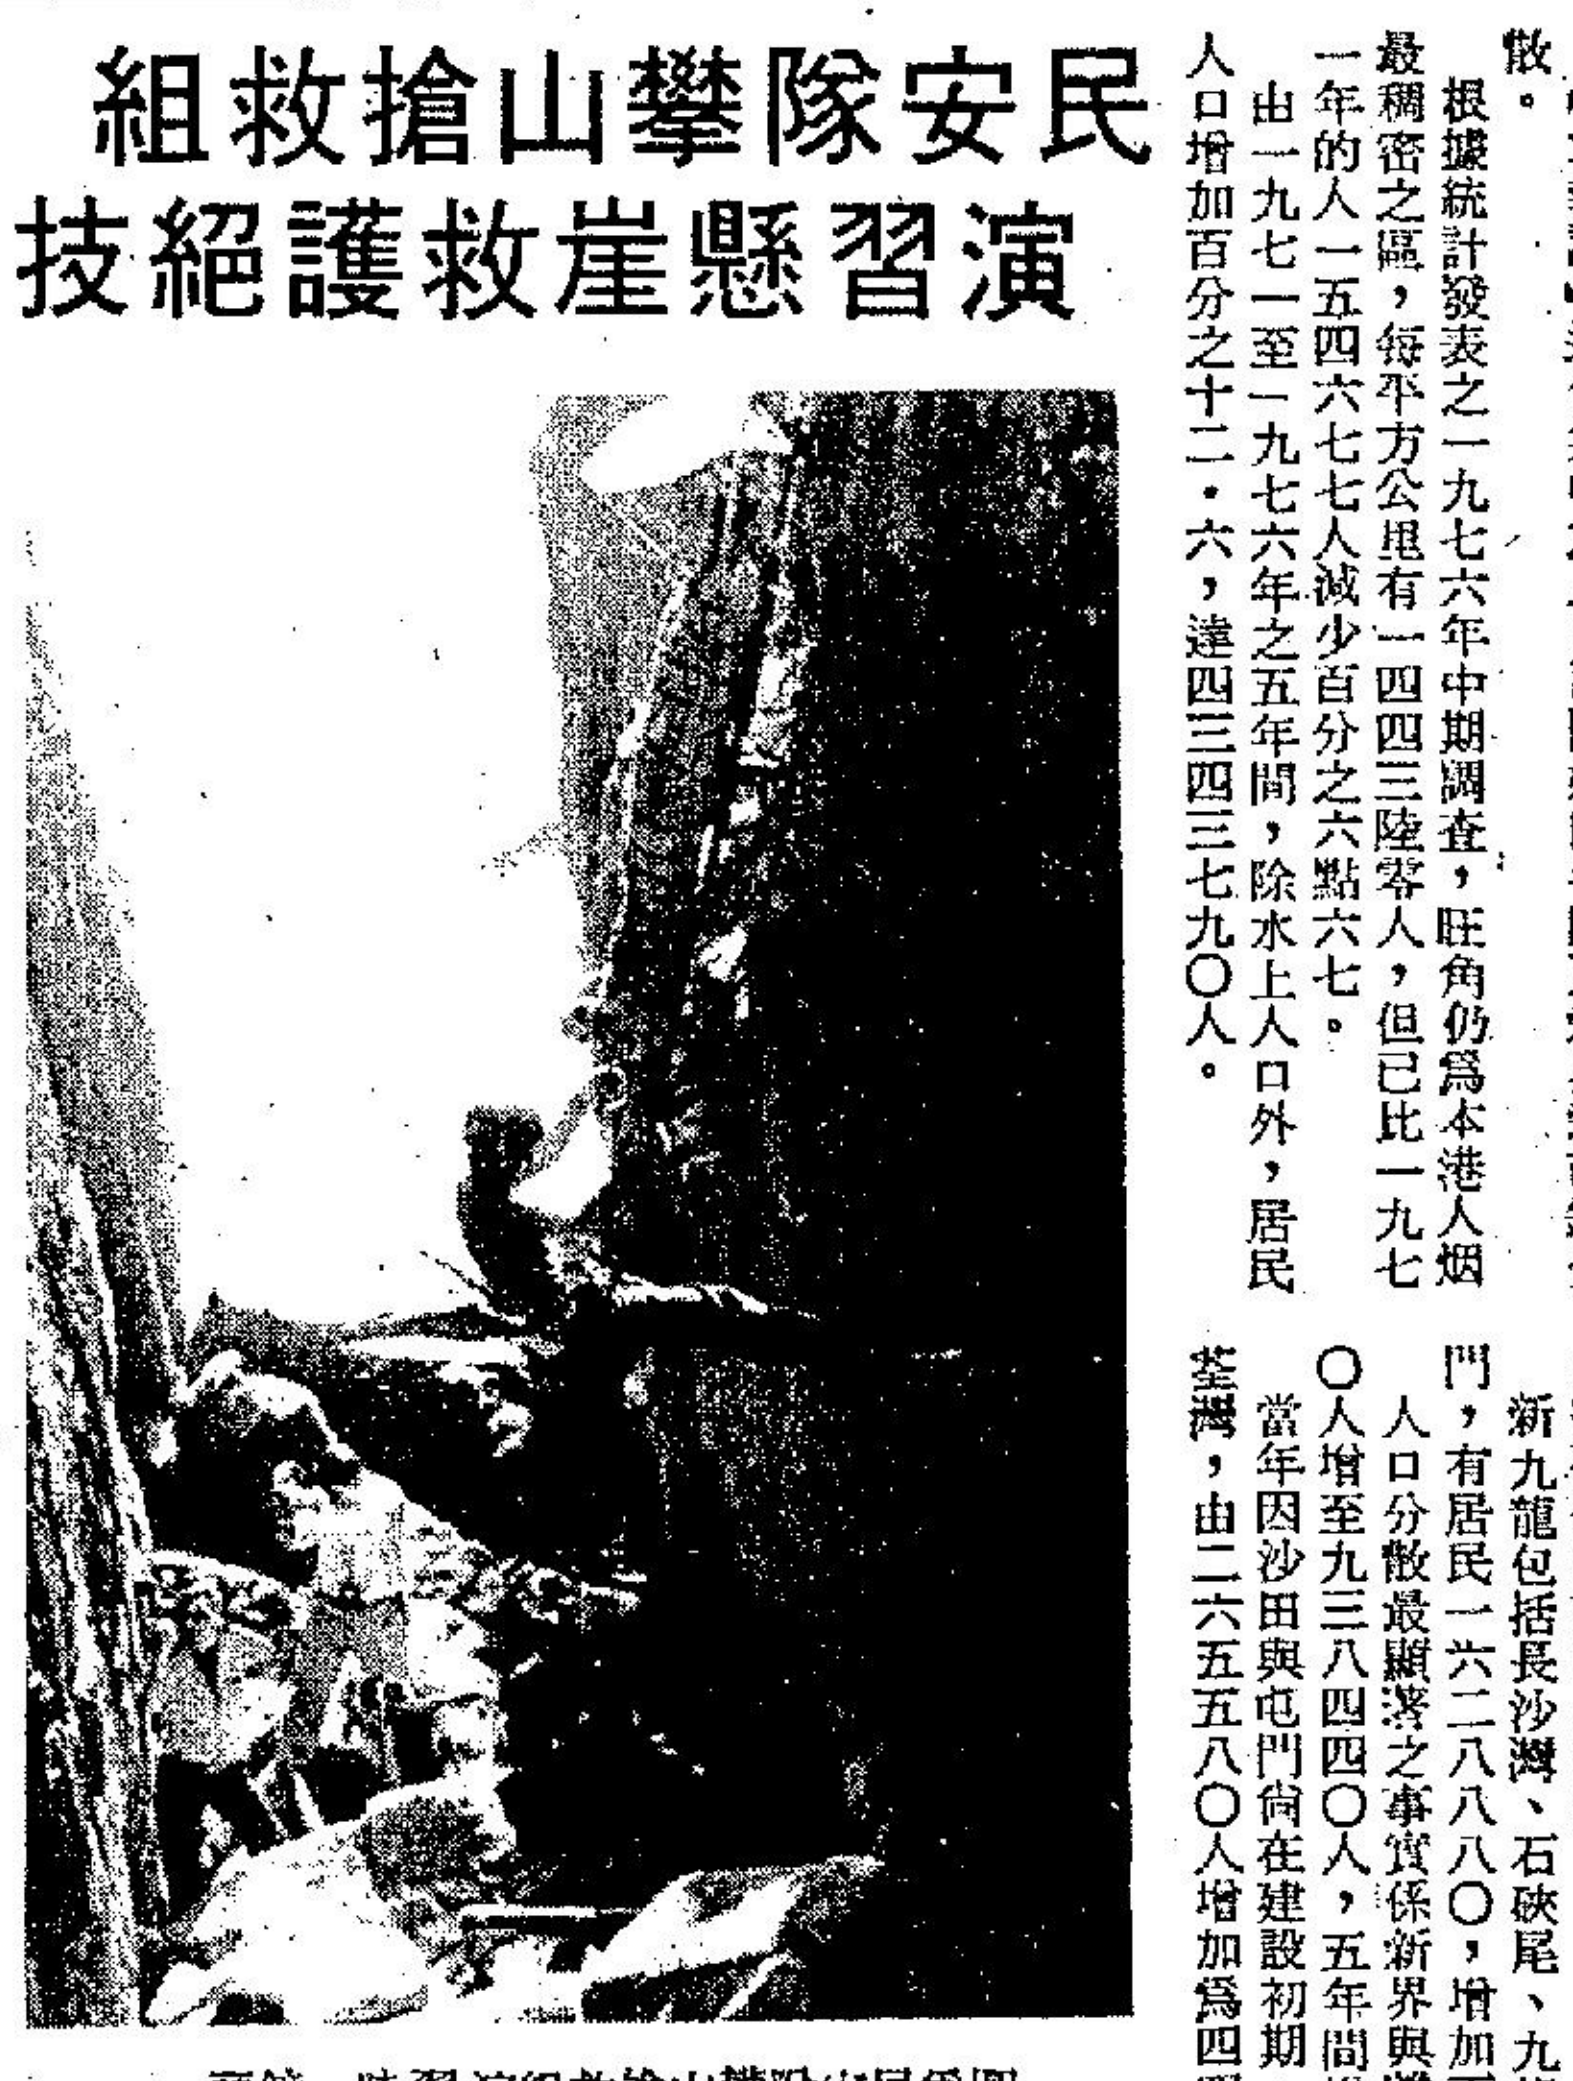 民安隊攀山搶救組
演習懸崖救護絕技
散。
根據統計發表之一九七六年中期調查，旺角仍爲本港人烟
最稠密之區，每平方公里有一四四三陸零人，但已比一九七
一年的人一五四六七七人減少百分之六點六七。
由一九七一至一九七六年之五年間，除水上人口外，居民
人口增加百分之十二．六，達四三四三七九〇人。
新九龍包括長沙灣、石硤尾、九
門，有居民一六二八八八〇，增加
人口分散最顯著之事實係新界與
〇人增至九三八四四〇人，五年間
當年因沙田與屯門尙在建設初期
荃灣，由二六五五八〇人增加爲四